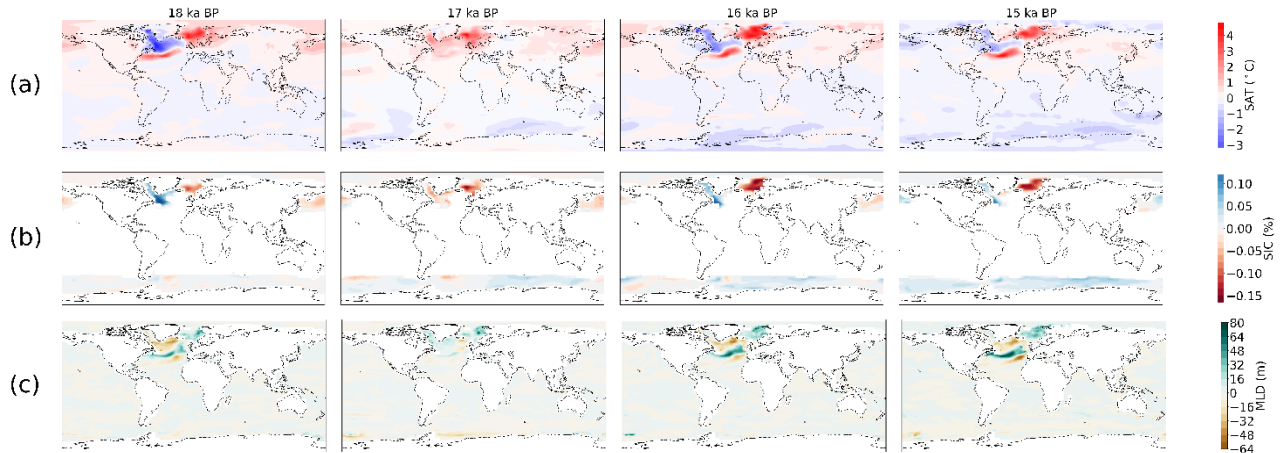 18 ka BP
17 ka BP
16 ka BP
15 ka BP
(a)
4
3
2
1
0
−1
−2
−3
SAT (°C)
(b)
0.10
0.05
0.00
−0.05
−0.10
−0.15
SIC (%)
(c)
80
64
48
32
16
0
−16
−32
−48
−64
MLD (m)